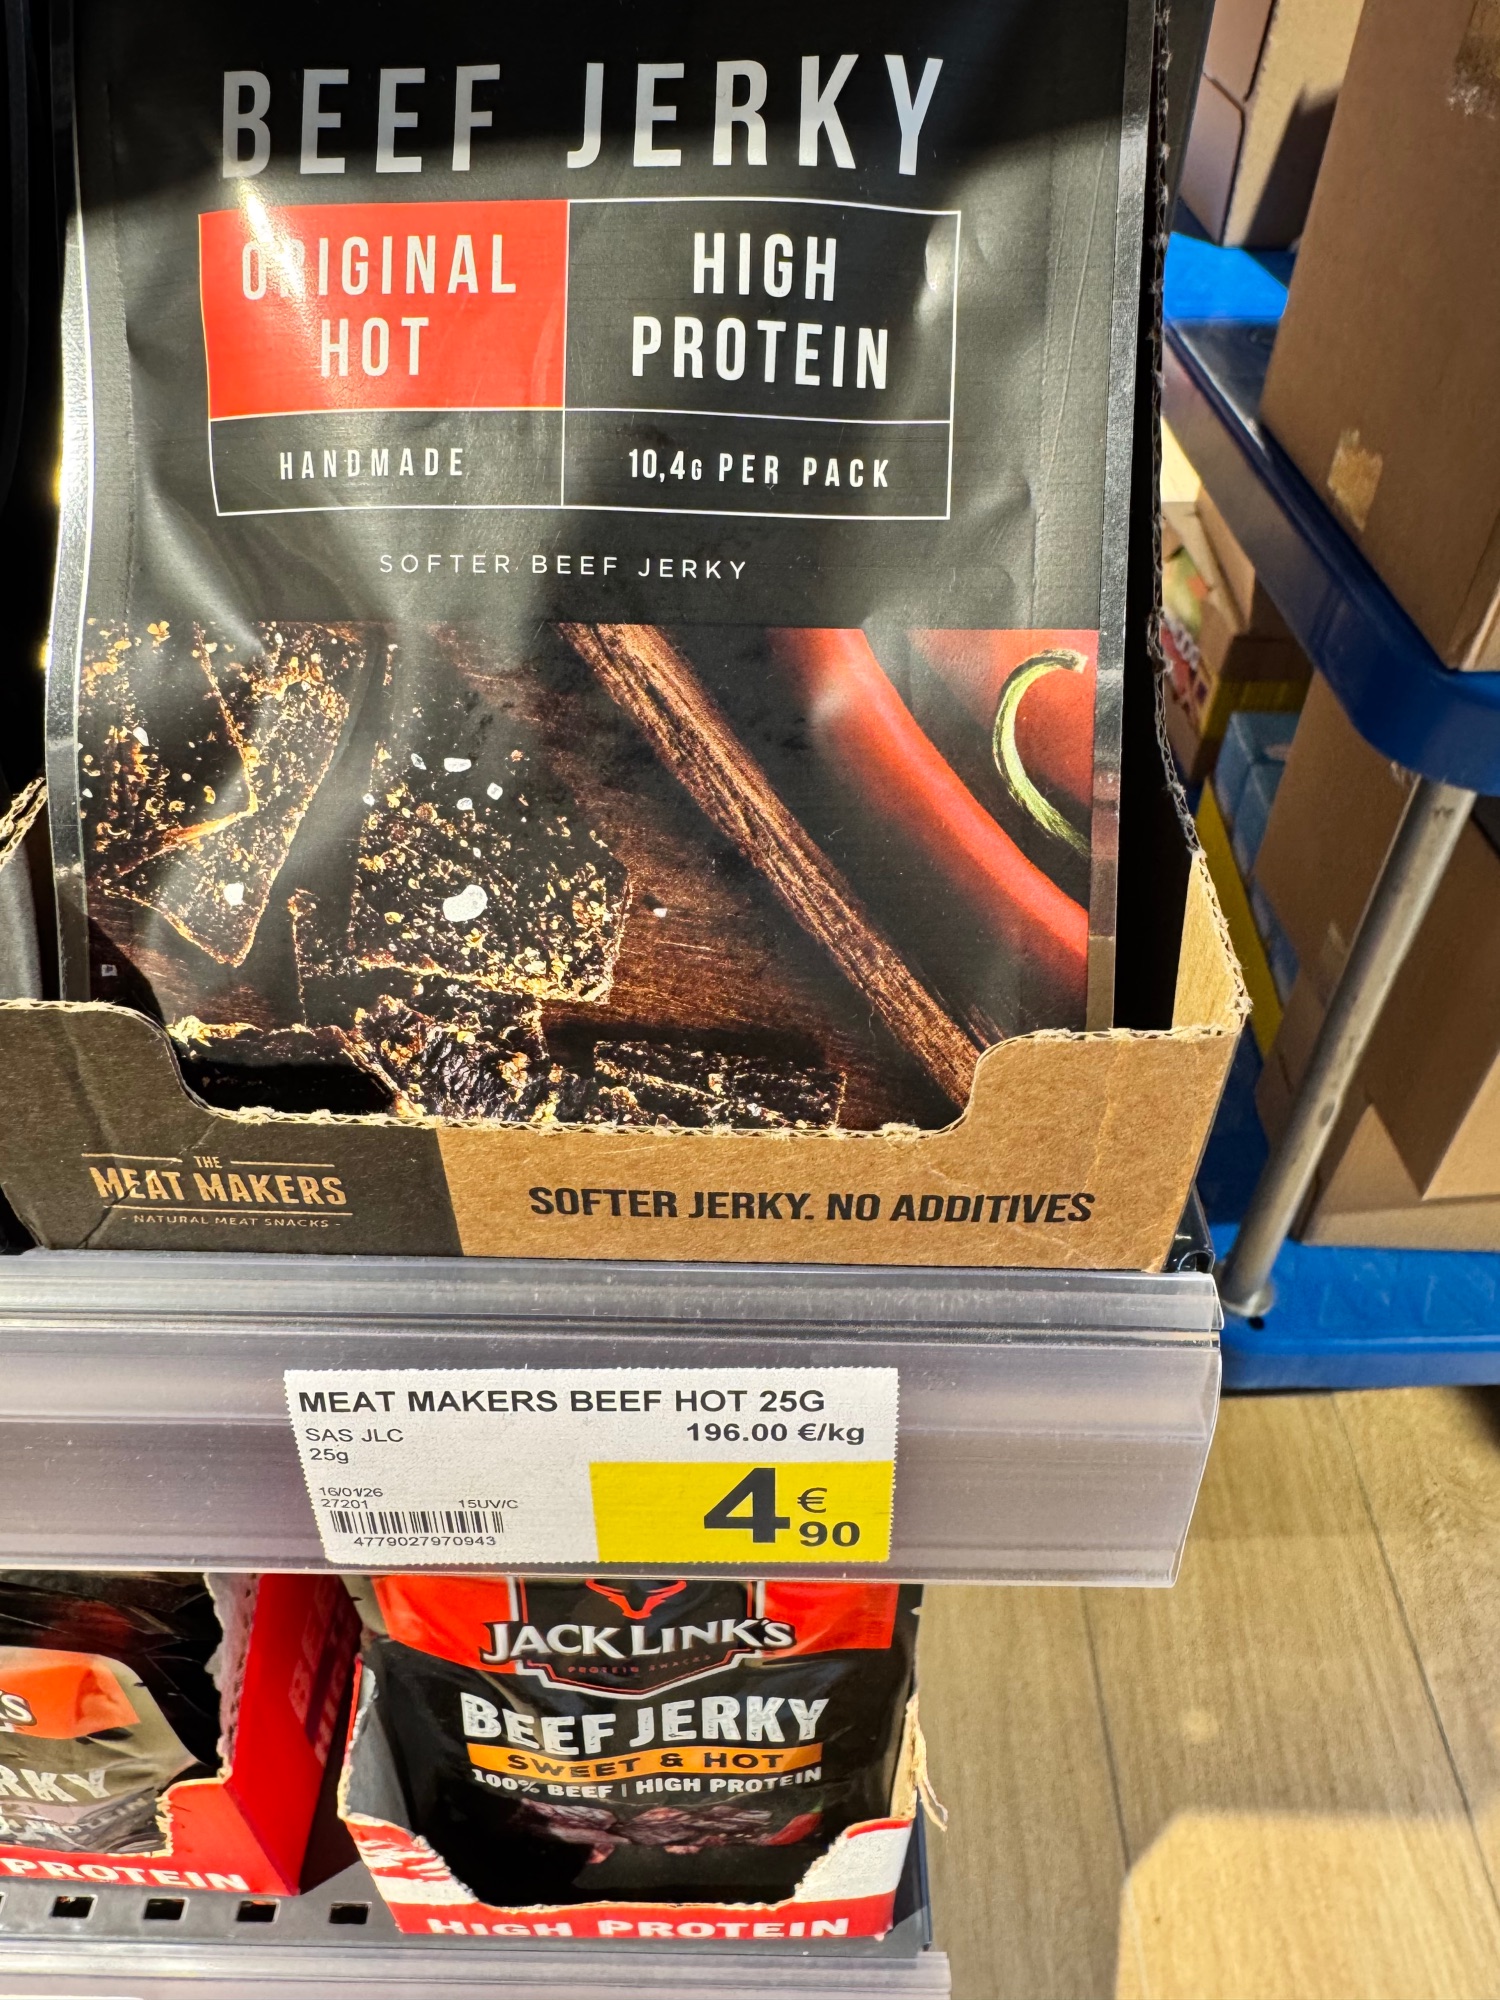 BEEF JERKY
ORIGINAL
HOT
HIGH
PROTEIN
HANDMADE
10,4G PER PACK
SOFTER BEEF JERKY
THE
MEAT MAKERS
- NATURAL MEAT SNACKS -
SOFTER JERKY. NO ADDITIVES
MEAT MAKERS BEEF HOT 25G
SAS JLC
196.00 €/kg
25g
16/01/26
27201
15UV/C
4779027970943
4 €
90
JACK LINK'S
PROTEIN SNACKS
BEEF JERKY
SWEET & HOT
100% BEEF | HIGH PROTEIN
HIGH PROTEIN
PROTEIN